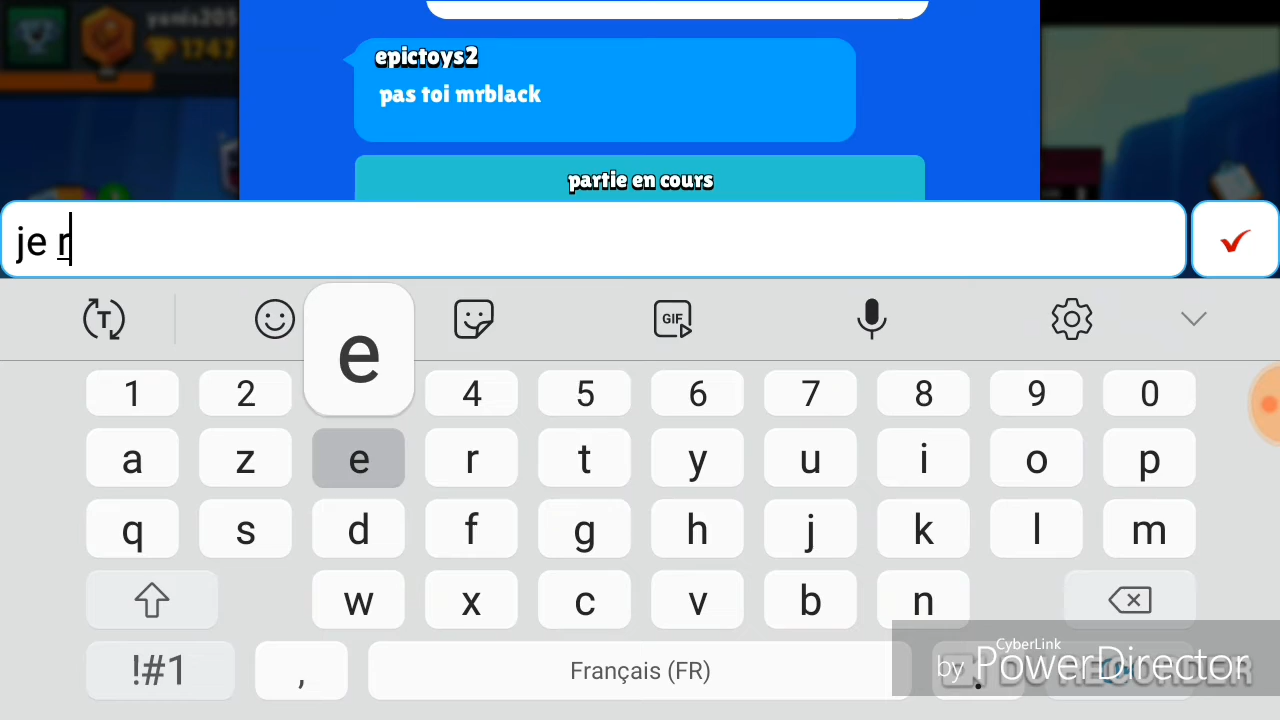 epictoys2
pas toi mrblack
partie en cours
je r
T
GIF
e
1 2 4 5 6 7 8 9 0
a z e r t y u i o p
q s d f g h j k l m
w x c v b n
!#1 , Français (FR) .
CyberLink
by PowerDirector